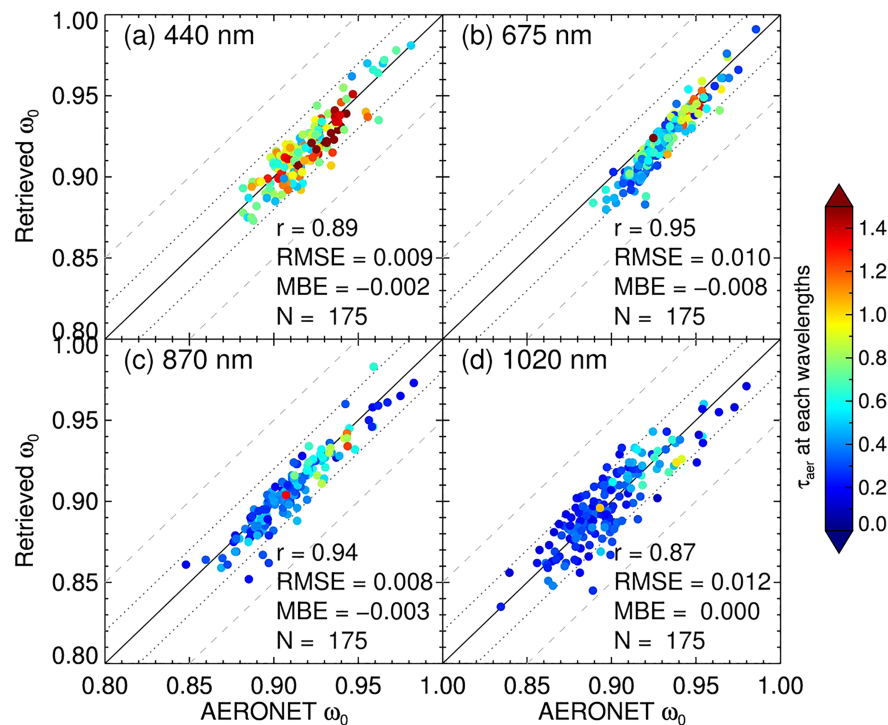 (a) 440 nm
r = 0.89
RMSE = 0.009
MBE = −0.002
N = 175
(b) 675 nm
r = 0.95
RMSE = 0.010
MBE = −0.008
N = 175
(c) 870 nm
r = 0.94
RMSE = 0.008
MBE = −0.003
N = 175
(d) 1020 nm
r = 0.87
RMSE = 0.012
MBE = 0.000
N = 175
1.00
0.95
0.90
0.85
0.80
Retrieved ω₀
1.00
0.95
0.90
0.85
0.80
Retrieved ω₀
0.80 0.85 0.90 0.95 1.00
AERONET ω₀
0.85 0.90 0.95 1.00
AERONET ω₀
τaer at each wavelengths
1.4
1.2
1.0
0.8
0.6
0.4
0.2
0.0